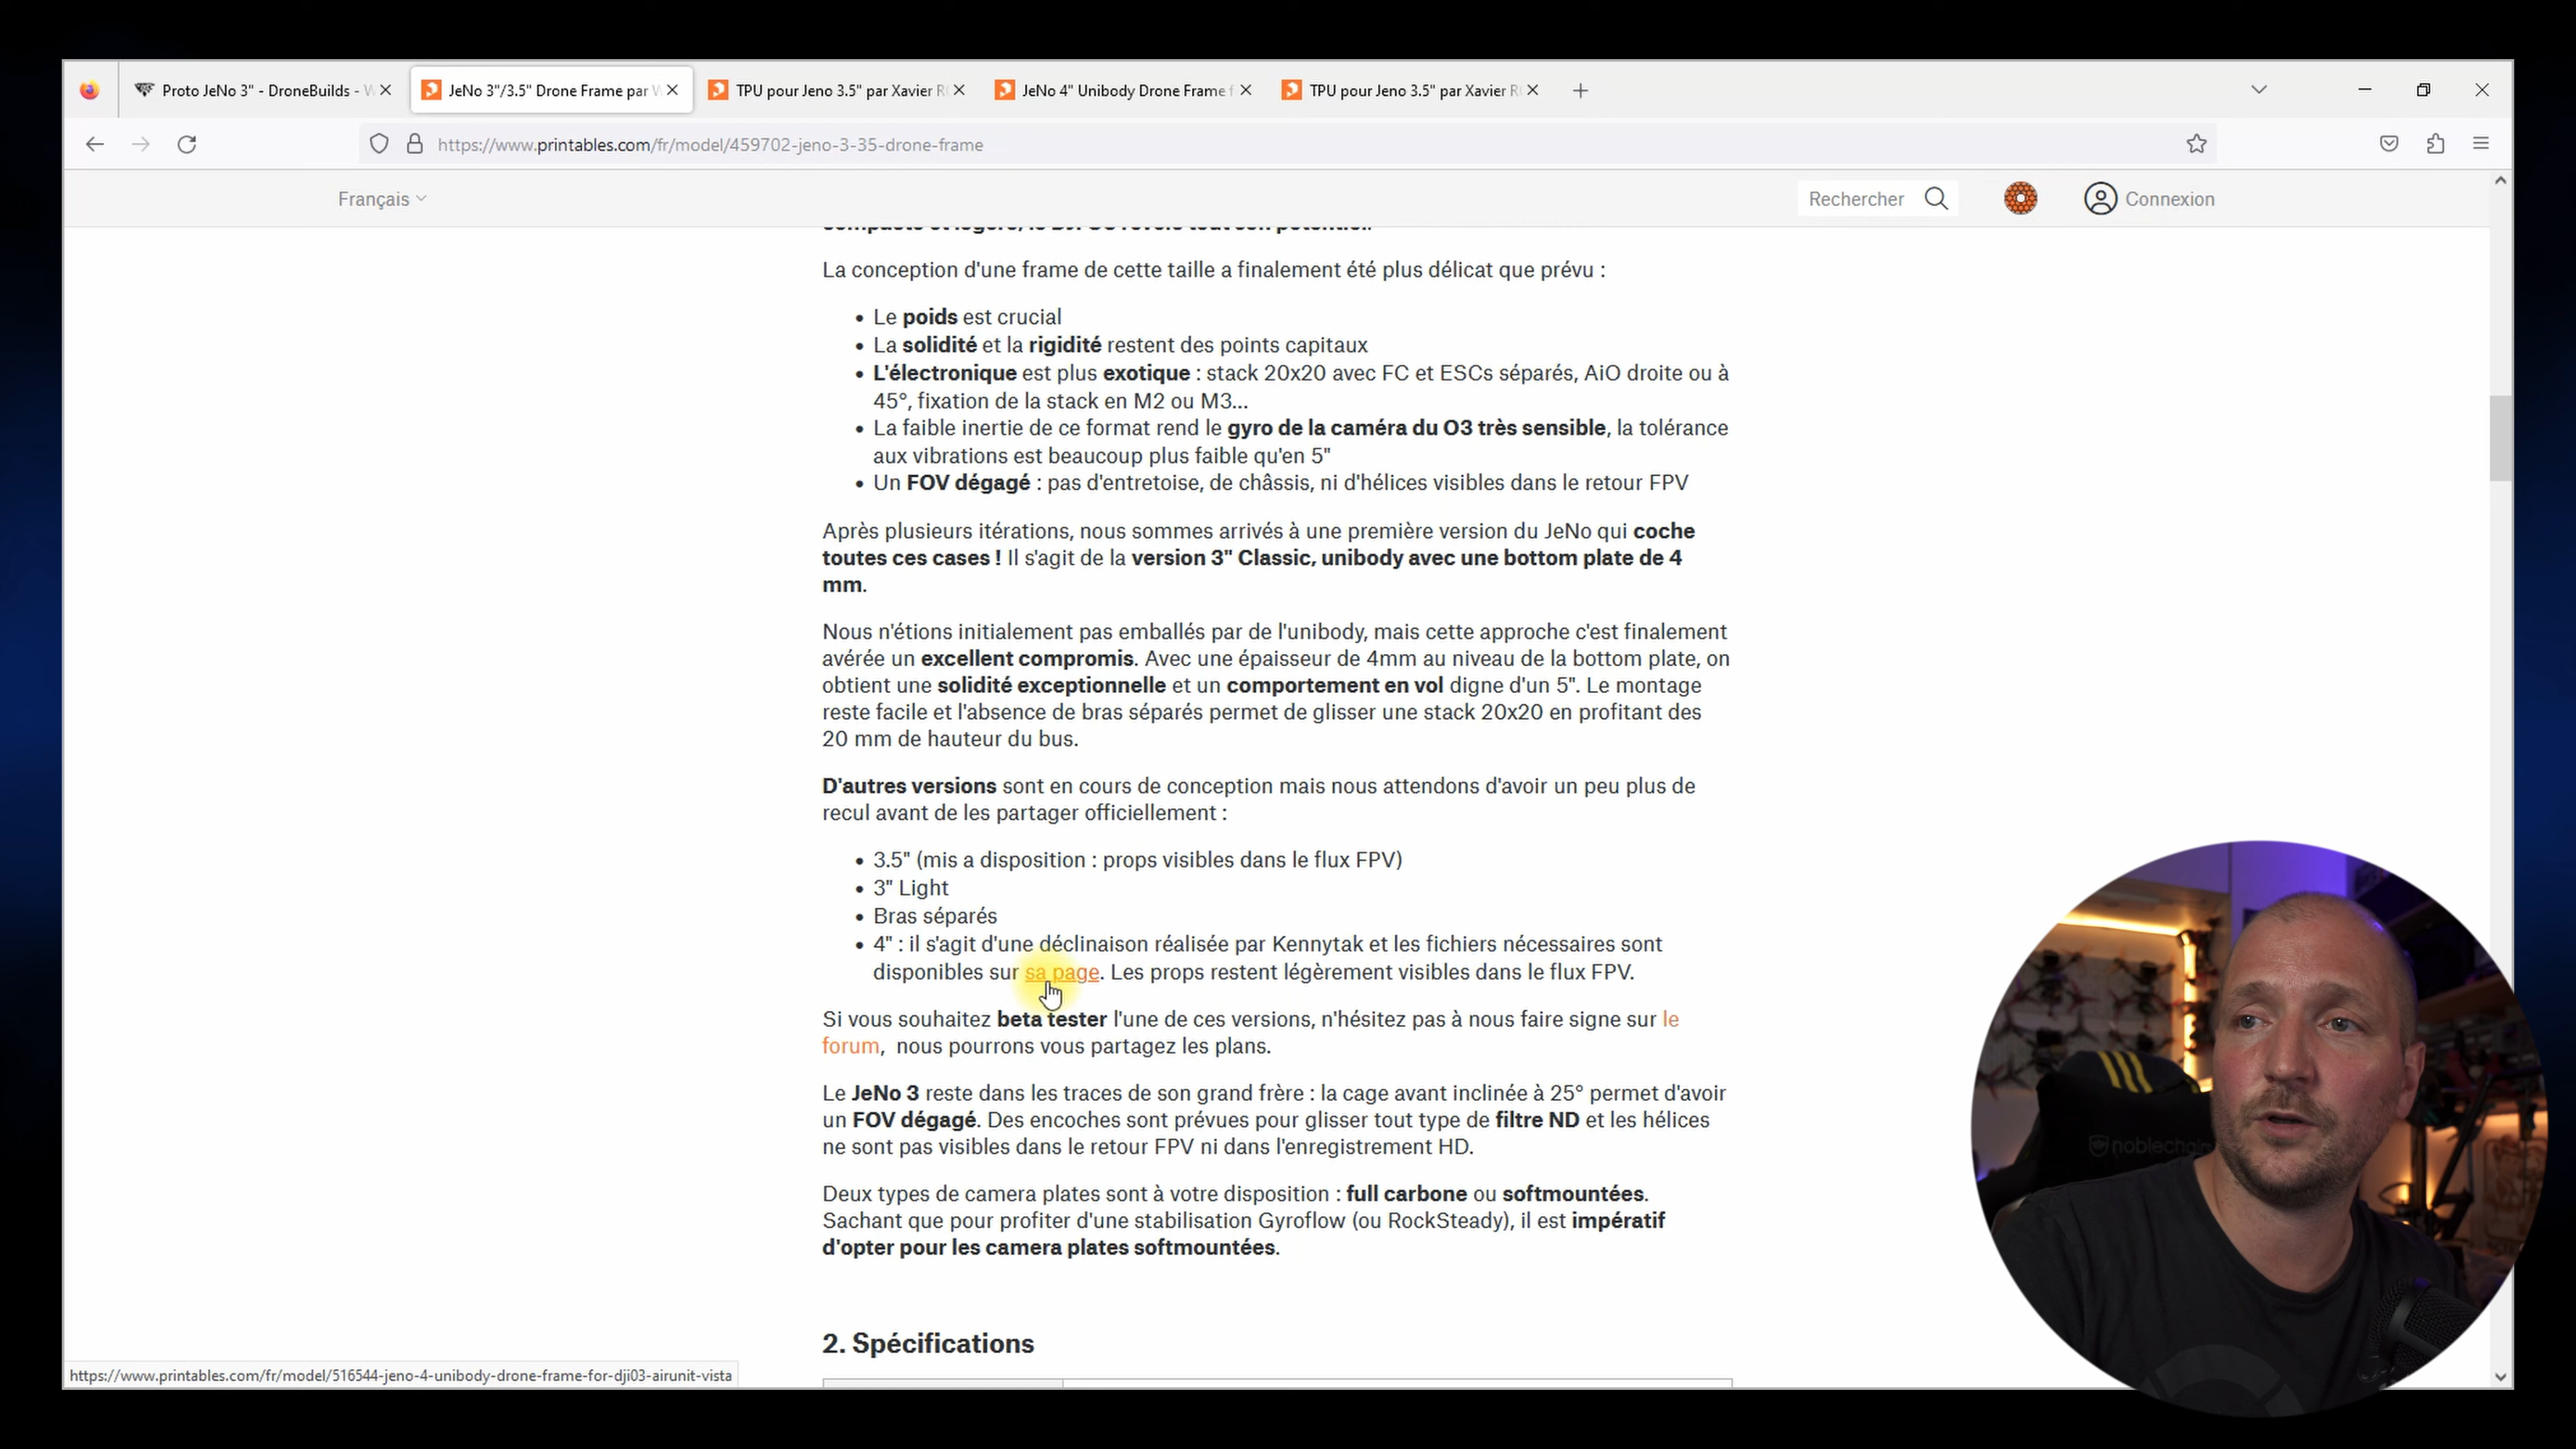 Proto JeNo 3" - DroneBuilds - W
JeNo 3"/3.5" Drone Frame par W
TPU pour Jeno 3.5" par Xavier R
JeNo 4" Unibody Drone Frame f
TPU pour Jeno 3.5" par Xavier R
https://www.printables.com/fr/model/459702-jeno-3-35-drone-frame
Français
Rechercher
Connexion
La conception d'une frame de cette taille a finalement été plus délicat que prévu :
• Le poids est crucial
• La solidité et la rigidité restent des points capitaux
• L'électronique est plus exotique : stack 20x20 avec FC et ESCs séparés, AiO droite ou à
45°, fixation de la stack en M2 ou M3...
• La faible inertie de ce format rend le gyro de la caméra du O3 très sensible, la tolérance
aux vibrations est beaucoup plus faible qu'en 5"
• Un FOV dégagé : pas d'entretoise, de châssis, ni d'hélices visibles dans le retour FPV
Après plusieurs itérations, nous sommes arrivés à une première version du JeNo qui coche
toutes ces cases ! Il s'agit de la version 3" Classic, unibody avec une bottom plate de 4
mm.
Nous n'étions initialement pas emballés par de l'unibody, mais cette approche c'est finalement
avérée un excellent compromis. Avec une épaisseur de 4mm au niveau de la bottom plate, on
obtient une solidité exceptionnelle et un comportement en vol digne d'un 5". Le montage
reste facile et l'absence de bras séparés permet de glisser une stack 20x20 en profitant des
20 mm de hauteur du bus.
D'autres versions sont en cours de conception mais nous attendons d'avoir un peu plus de
recul avant de les partager officiellement :
• 3.5" (mis a disposition : props visibles dans le flux FPV)
• 3" Light
• Bras séparés
• 4" : il s'agit d'une déclinaison réalisée par Kennytak et les fichiers nécessaires sont
disponibles sur sa page. Les props restent légèrement visibles dans le flux FPV.
Si vous souhaitez beta tester l'une de ces versions, n'hésitez pas à nous faire signe sur le
forum, nous pourrons vous partagez les plans.
Le JeNo 3 reste dans les traces de son grand frère : la cage avant inclinée à 25° permet d'avoir
un FOV dégagé. Des encoches sont prévues pour glisser tout type de filtre ND et les hélices
ne sont pas visibles dans le retour FPV ni dans l'enregistrement HD.
Deux types de camera plates sont à votre disposition : full carbone ou softmountées.
Sachant que pour profiter d'une stabilisation Gyroflow (ou RockSteady), il est impératif
d'opter pour les camera plates softmountées.
2. Spécifications
https://www.printables.com/fr/model/516544-jeno-4-unibody-drone-frame-for-dji03-airunit-vista
noblechair